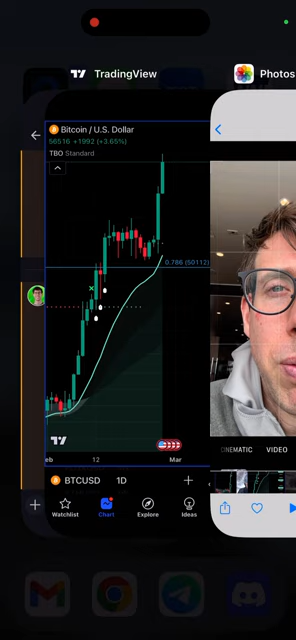 TradingView
Photos
Bitcoin / U.S. Dollar
56516 +1992 (+3.65%)
TBO Standard
0.786 (50112)
eb
12
Mar
CINEMATIC
VIDEO
BTCUSD
1D
Watchlist
Chart
Explore
Ideas